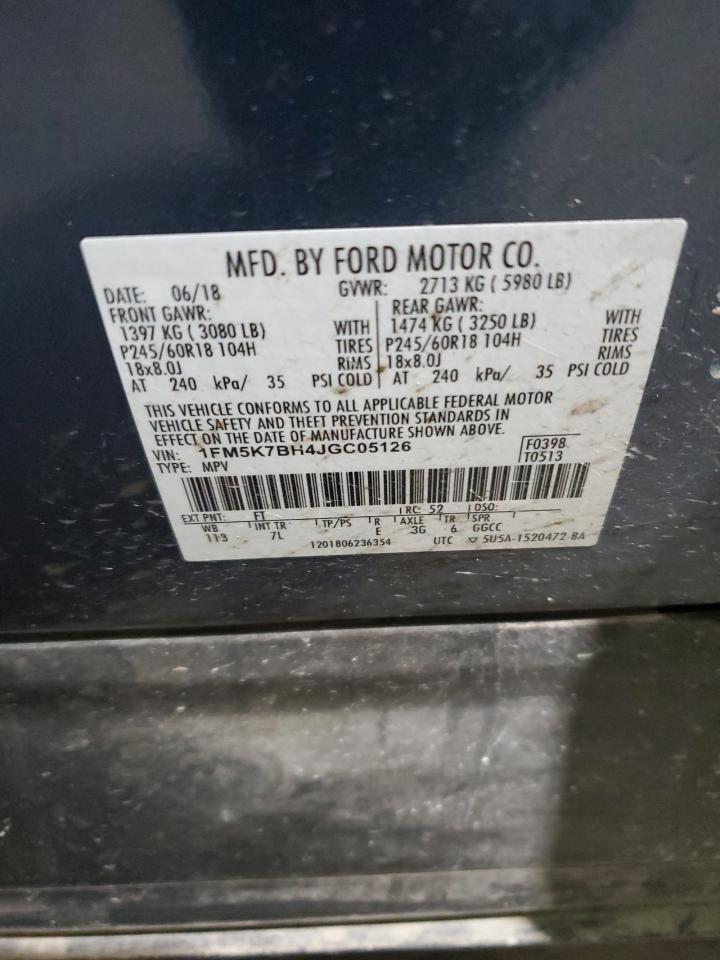 MFD. BY FORD MOTOR CO.
DATE: 06/18 GVWR: 2713 KG ( 5980 LB)
FRONT GAWR: REAR GAWR:
1397 KG ( 3080 LB) WITH 1474 KG ( 3250 LB) WITH
P245/60R18 104H TIRES P245/60R18 104H TIRES
18x8.0J RIMS 18x8.0J RIMS
AT 240 kPa/ 35 PSI COLD AT 240 kPa/ 35 PSI COLD
THIS VEHICLE CONFORMS TO ALL APPLICABLE FEDERAL MOTOR
VEHICLE SAFETY AND THEFT PREVENTION STANDARDS IN
EFFECT ON THE DATE OF MANUFACTURE SHOWN ABOVE.
VIN: 1FM5K7BH4JGC05126 F0398
TYPE: MPV T0513
EXT PNT: FT RC: 52 DSO:
WB INT TR TP/PS R AXLE TR SPR
113 7L E 3G 6 GGCC
1201806236354 UTC 5U5A-1520472-BA